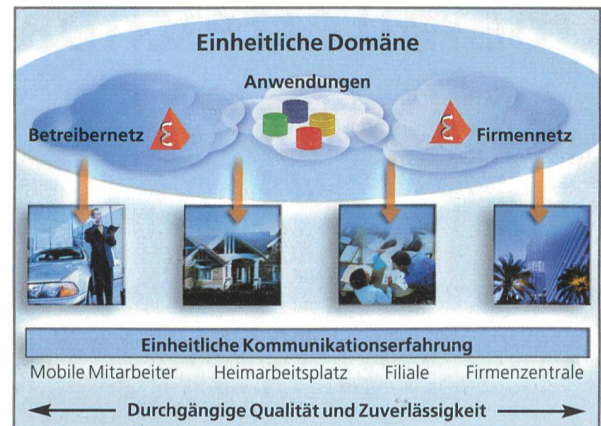 Einheitliche Domäne
Anwendungen
Betreibernetz
Firmennetz
Einheitliche Kommunikationserfahrung
Mobile Mitarbeiter Heimarbeitsplatz Filiale Firmenzentrale
Durchgängige Qualität und Zuverlässigkeit